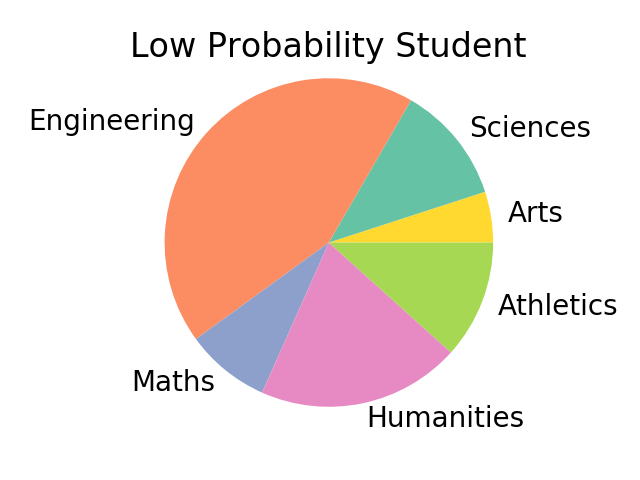 Low Probability Student
Engineering
Sciences
Arts
Athletics
Maths
Humanities